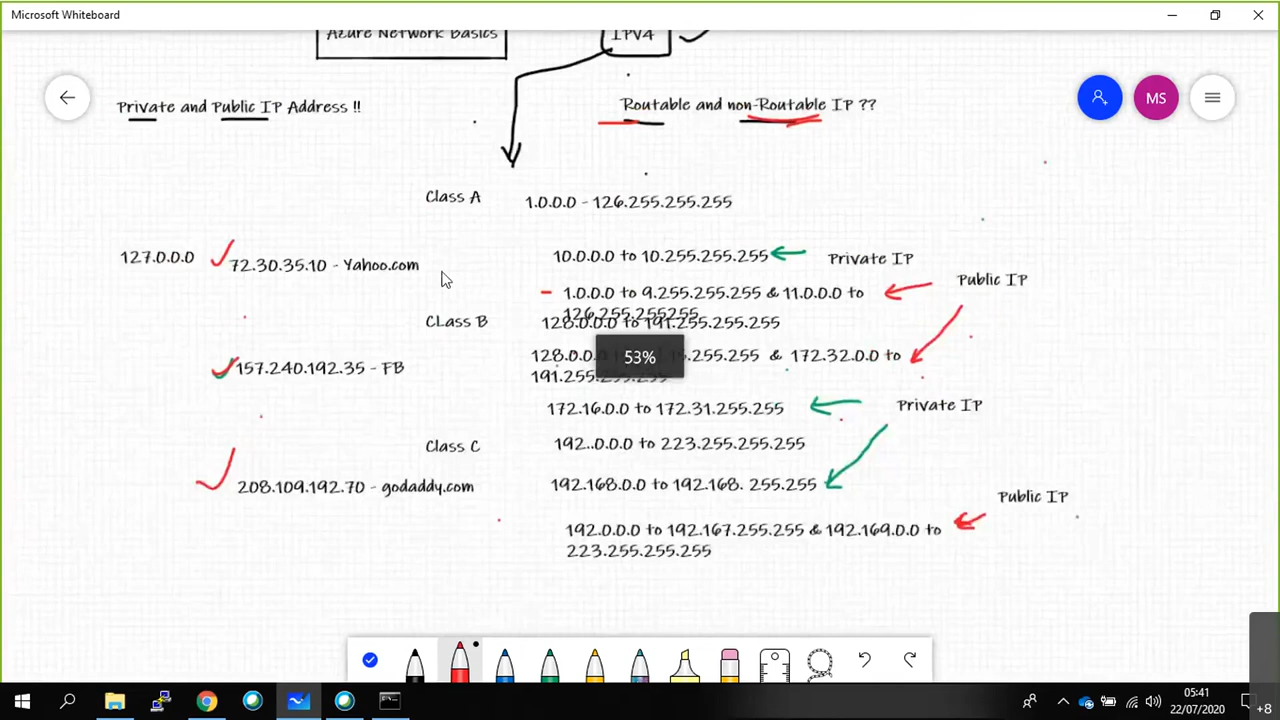 Microsoft Whiteboard
Azure Network Basics
IPV4
Private and Public IP Address !!
Routable and non-Routable IP ??
MS
Class A
1.0.0.0 - 126.255.255.255
127.0.0.0
72.30.35.10 - Yahoo.com
10.0.0.0 to 10.255.255.255
Private IP
Public IP
1.0.0.0 to 9.255.255.255 & 11.0.0.0 to
126.255.255255
CLass B
128.0.0.0 to 191.255.255.255
53%
128.0.0.0 .255.255 & 172.32.0.0 to
191.255.255.255
157.240.192.35 - FB
172.16.0.0 to 172.31.255.255
Private IP
Class C
192..0.0.0 to 223.255.255.255
208.109.192.70 - godaddy.com
192.168.0.0 to 192.168. 255.255
Public IP
192.0.0.0 to 192.167.255.255 & 192.169.0.0 to
223.255.255.255
05:41
22/07/2020
+8